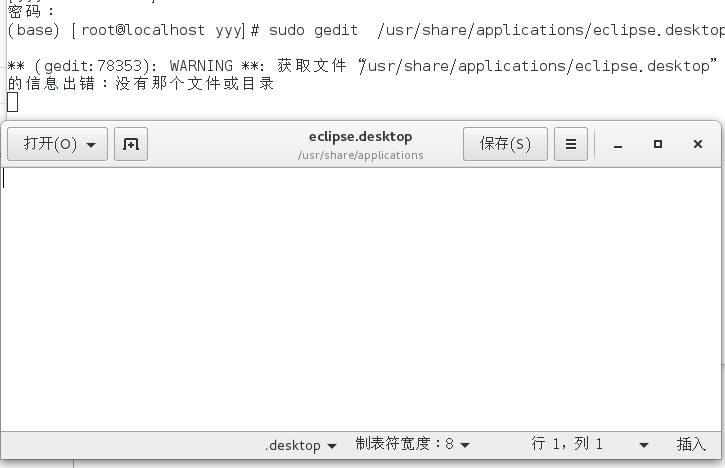 密码：
(base) [root@localhost yyy]# sudo gedit  /usr/share/applications/eclipse.desktop
** (gedit:78353): WARNING **: 获取文件“/usr/share/applications/eclipse.desktop”
的信息出错：没有那个文件或目录
打开(O) eclipse.desktop 保存(S)
/usr/share/applications
.desktop 制表符宽度：8 行 1，列 1 插入